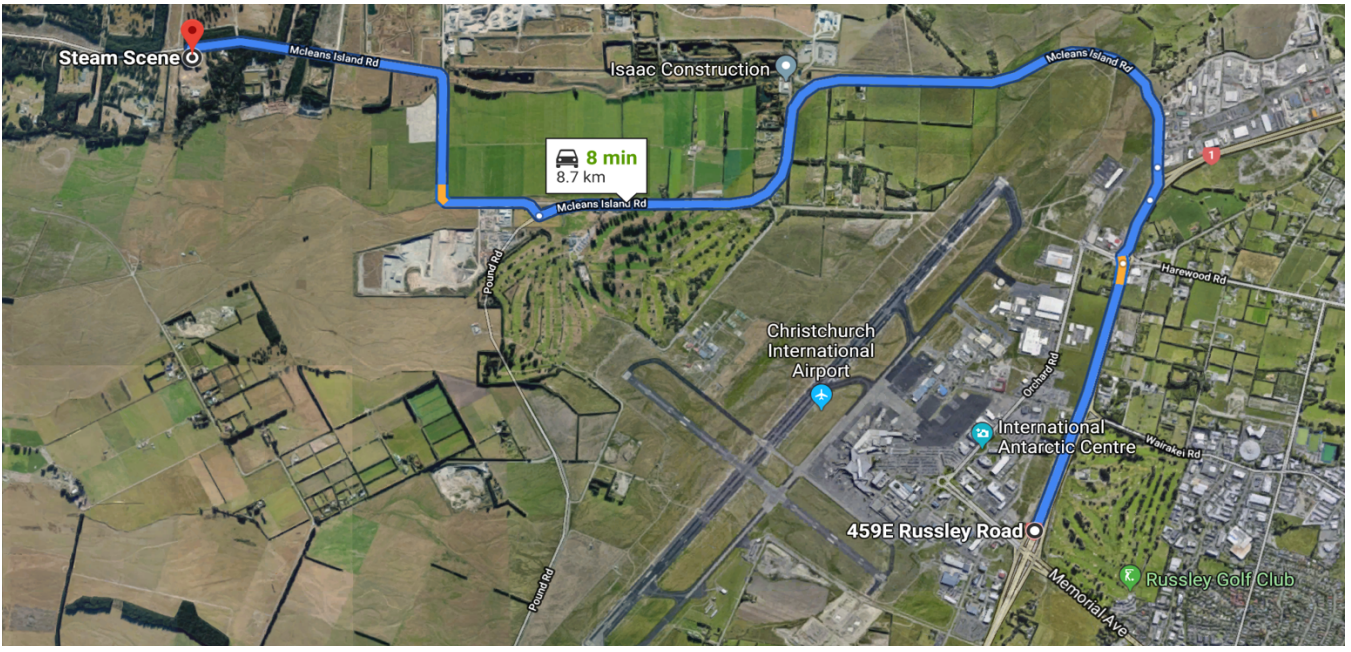 Steam Scene
Mcleans Island Rd
Isaac Construction
Mcleans Island Rd
1
8 min
8.7 km
Mcleans Island Rd
Pound Rd
Harewood Rd
Christchurch
International
Airport
Orchard Rd
International
Antarctic Centre
Wairakei Rd
459E Russley Road
Pound Rd
Memorial Ave
Russley Golf Club